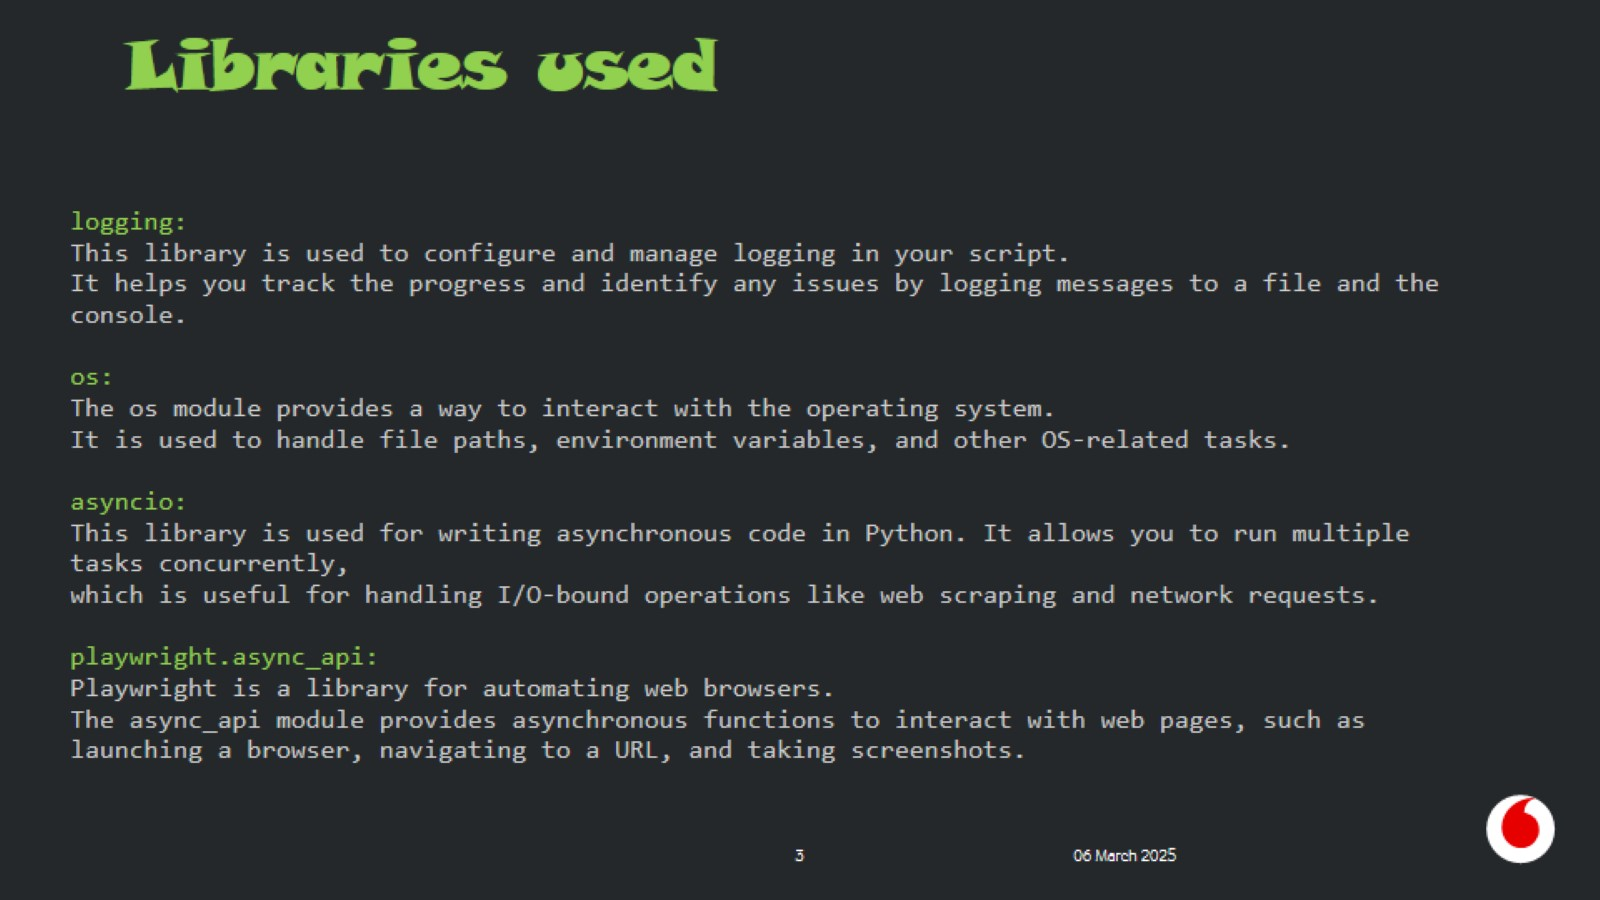 Libraries used
logging:
This library is used to configure and manage logging in your script.
It helps you track the progress and identify any issues by logging messages to a file and the
console.
os:
The os module provides a way to interact with the operating system.
It is used to handle file paths, environment variables, and other OS-related tasks.
asyncio:
This library is used for writing asynchronous code in Python. It allows you to run multiple
tasks concurrently,
which is useful for handling I/O-bound operations like web scraping and network requests.
playwright.async_api:
Playwright is a library for automating web browsers.
The async_api module provides asynchronous functions to interact with web pages, such as
launching a browser, navigating to a URL, and taking screenshots.
3
06 March 2025